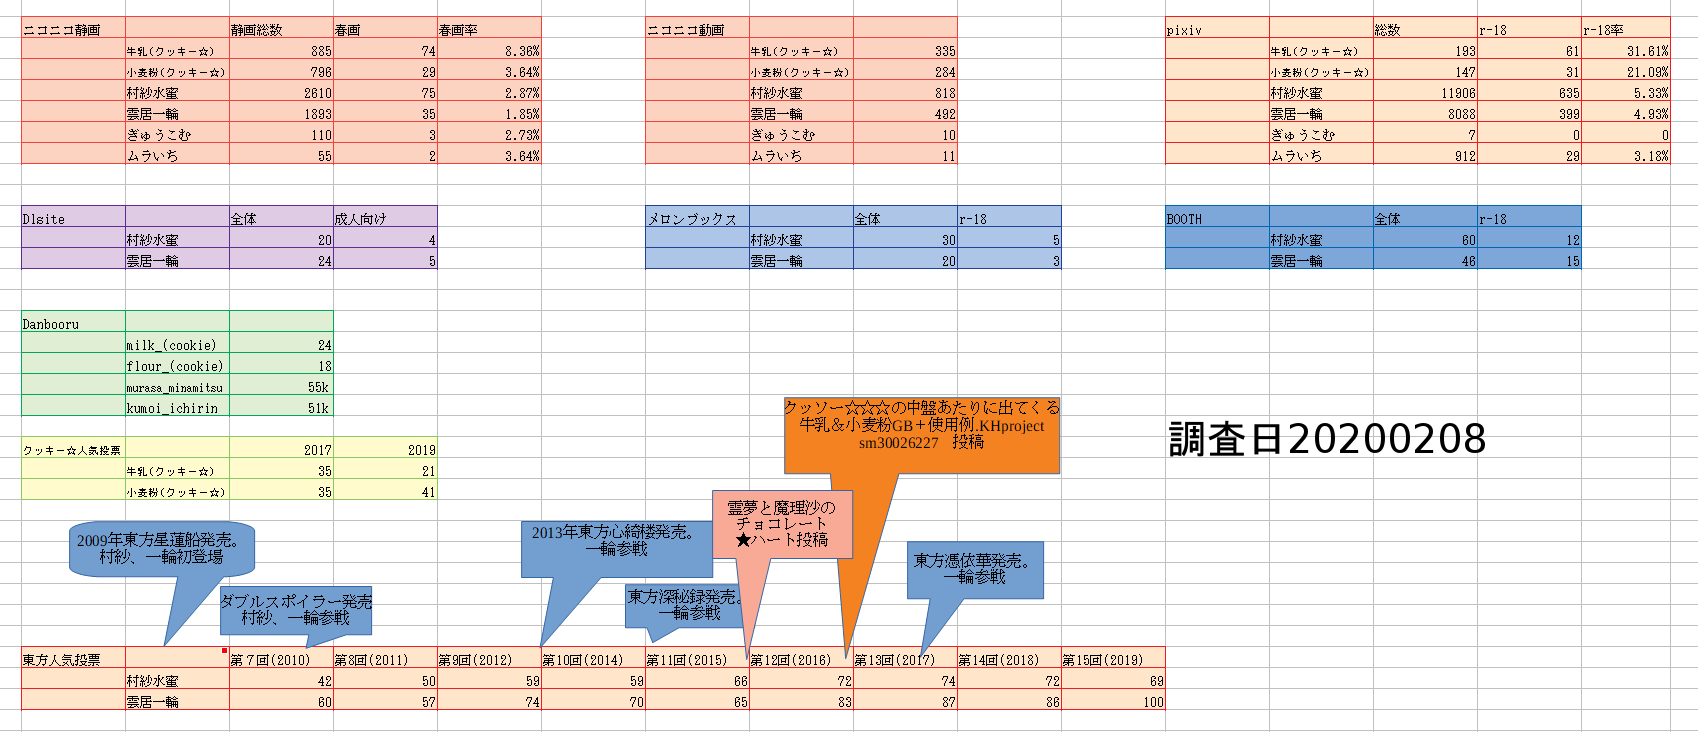 ニコニコ静画 静画総数 春画 春画率
牛乳(クッキー☆) 885 74 8.36%
小麦粉(クッキー☆) 796 29 3.64%
村紗水蜜 2610 75 2.87%
雲居一輪 1893 35 1.85%
ぎゅうこむ 110 3 2.73%
ムラいち 55 2 3.64%
ニコニコ動画
牛乳(クッキー☆) 335
小麦粉(クッキー☆) 284
村紗水蜜 818
雲居一輪 492
ぎゅうこむ 10
ムラいち 11
pixiv 総数 r-18 r-18率
牛乳(クッキー☆) 193 61 31.61%
小麦粉(クッキー☆) 147 31 21.09%
村紗水蜜 11906 635 5.33%
雲居一輪 8088 399 4.93%
ぎゅうこむ 7 0 0
ムラいち 912 29 3.18%
Dlsite 全体 成人向け
村紗水蜜 20 4
雲居一輪 24 5
メロンブックス 全体 r-18
村紗水蜜 30 5
雲居一輪 20 3
BOOTH 全体 r-18
村紗水蜜 60 12
雲居一輪 46 15
Danbooru
milk_(cookie) 24
flour_(cookie) 18
murasa_minamitsu 55k
kumoi_ichirin 51k
クッキー☆人気投票 2017 2019
牛乳(クッキー☆) 35 21
小麦粉(クッキー☆) 35 41
クッソー☆☆☆の中盤あたりに出てくる
牛乳＆小麦粉GB＋使用例.KHproject
sm30026227　投稿
調査日20200208
2009年東方星蓮船発売。
村紗、一輪初登場
ダブルスポイラー発売
村紗、一輪参戦
2013年東方心綺楼発売。
一輪参戦
東方深秘録発売。
一輪参戦
霊夢と魔理沙の
チョコレート
★ハート投稿
東方憑依華発売。
一輪参戦
東方人気投票 第７回(2010) 第8回(2011) 第9回(2012) 第10回(2014) 第11回(2015) 第12回(2016) 第13回(2017) 第14回(2018) 第15回(2019)
村紗水蜜 42 50 59 59 66 72 74 72 69
雲居一輪 60 57 74 70 65 83 87 86 100